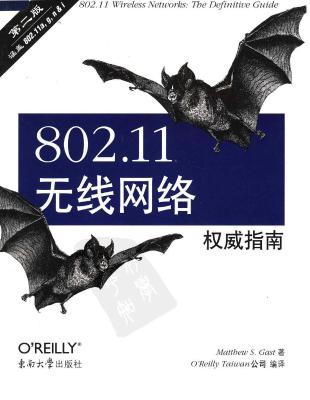 802.11 Wireless Networks: The Definitive Guide
第二版
涵盖 802.11a, g, n & i
802.11
无线网络
权威指南
Matthew S. Gast 著
O'Reilly Taiwan公司 编译
O'REILLY®
东南大学出版社